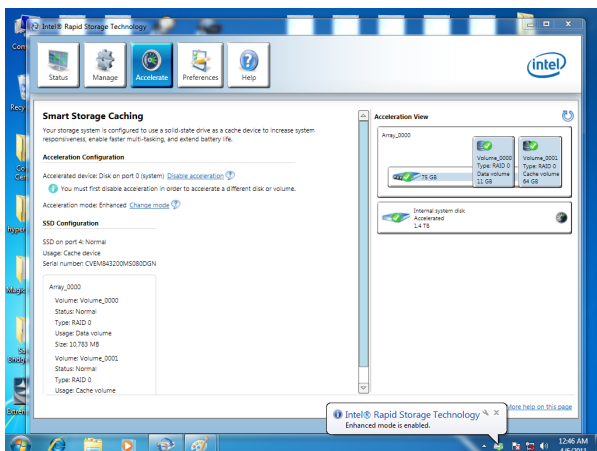 Intel® Rapid Storage Technology
Status
Manage
Accelerate
Preferences
Help
intel
Smart Storage Caching
Your storage system is configured to use a solid-state drive as a cache device to increase system
responsiveness, enable faster multi-tasking, and extend battery life.
Acceleration Configuration
Accelerated device: Disk on port 0 (system) Disable acceleration
You must first disable acceleration in order to accelerate a different disk or volume.
Acceleration mode: Enhanced Change mode
SSD Configuration
SSD on port 4: Normal
Usage: Cache device
Serial number: CVEM843200MS080DGN
Array_0000
Volume: Volume_0000
Status: Normal
Type: RAID 0
Usage: Data volume
Size: 10,783 MB
Volume: Volume_0001
Status: Normal
Type: RAID 0
Usage: Cache volume
Acceleration View
Array_0000
75 GB
Volume_0000
Type: RAID 0
Data volume
11 GB
Volume_0001
Type: RAID 0
Cache volume
64 GB
Internal system disk
Accelerated
1.4 TB
More help on this page
Intel® Rapid Storage Technology
Enhanced mode is enabled.
12:46 AM
4/6/2011